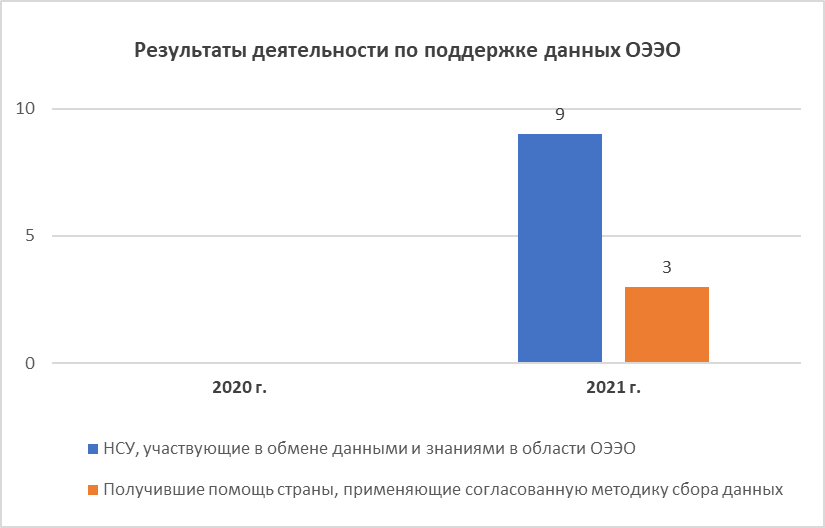 Результаты деятельности по поддержке данных ОЭЭО
10
9
5
3
0
2020 г.
2021 г.
НСУ, участвующие в обмене данными и знаниями в области ОЭЭО
Получившие помощь страны, применяющие согласованную методику сбора данных